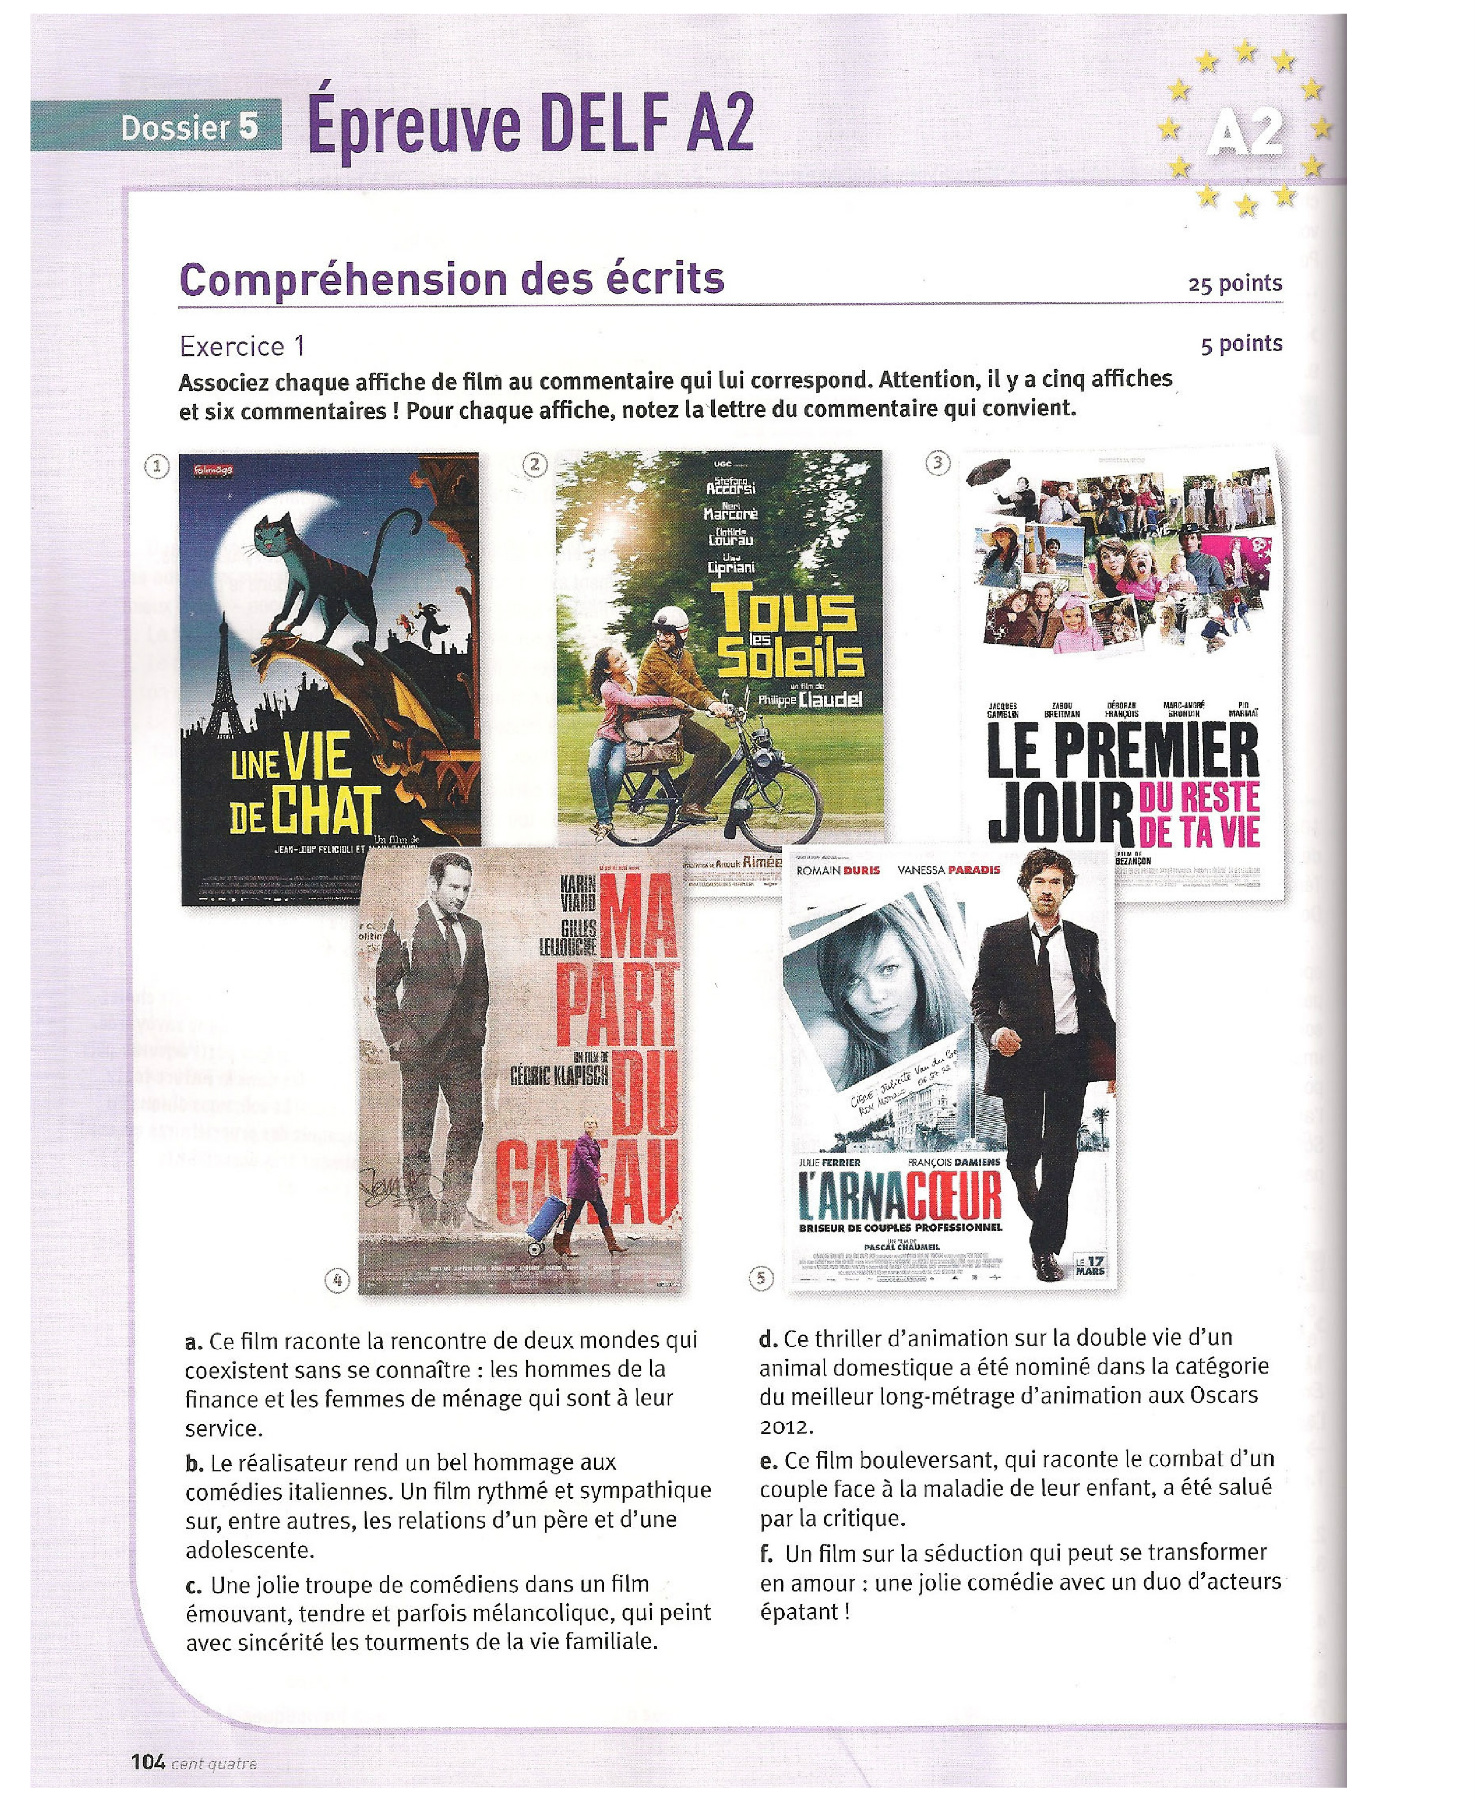 Dossier 5
Épreuve DELF A2
A2
Compréhension des écrits
25 points
Exercice 1
5 points
Associez chaque affiche de film au commentaire qui lui correspond. Attention, il y a cinq affiches
et six commentaires ! Pour chaque affiche, notez la lettre du commentaire qui convient.
1
folimage
UNE VIE
DE CHAT
Un film de
JEAN-LOUP FELICIOLI ET
2
UGC
Stefano
Accorsi
Neri
Marcorè
Clotilde
Courau
Lisa
Cipriani
Tous
les
Soleils
un film de
Philippe Claudel
Anouk Aimée
3
JACQUES
GAMBLIN
ZABOU
BREITMAN
DÉBORAH
FRANÇOIS
MARC-ANDRÉ
GRONDIN
PIO
MARMAÏ
LE PREMIER
JOUR DU RESTE
DE TA VIE
BEZANÇON
4
KARIN
VIARD
GILLES
LELLOUCHE
MA
PART
DU
GATEAU
UN FILM DE
CÉDRIC KLAPISCH
5
ROMAIN DURIS VANESSA PARADIS
JULIE FERRIER FRANÇOIS DAMIENS
L'ARNACŒUR
BRISEUR DE COUPLES PROFESSIONNEL
UN FILM DE
PASCAL CHAUMEIL
LE 17
MARS
a. Ce film raconte la rencontre de deux mondes qui
coexistent sans se connaître : les hommes de la
finance et les femmes de ménage qui sont à leur
service.
b. Le réalisateur rend un bel hommage aux
comédies italiennes. Un film rythmé et sympathique
sur, entre autres, les relations d'un père et d'une
adolescente.
c. Une jolie troupe de comédiens dans un film
émouvant, tendre et parfois mélancolique, qui peint
avec sincérité les tourments de la vie familiale.
d. Ce thriller d'animation sur la double vie d'un
animal domestique a été nominé dans la catégorie
du meilleur long-métrage d'animation aux Oscars
2012.
e. Ce film bouleversant, qui raconte le combat d'un
couple face à la maladie de leur enfant, a été salué
par la critique.
f. Un film sur la séduction qui peut se transformer
en amour : une jolie comédie avec un duo d'acteurs
épatant !
104 cent quatre